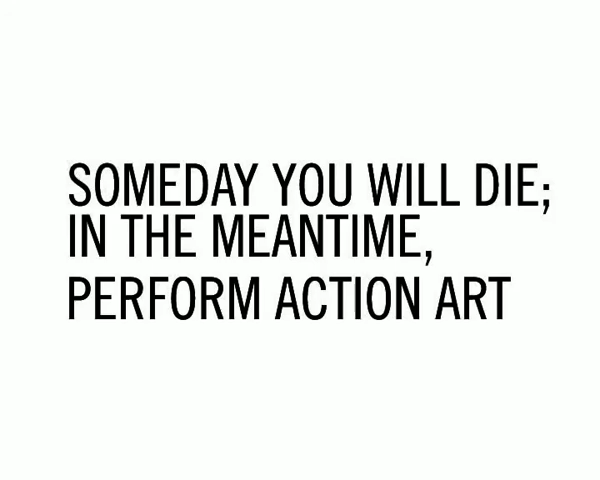 SOMEDAY YOU WILL DIE;
IN THE MEANTIME,
PERFORM ACTION ART